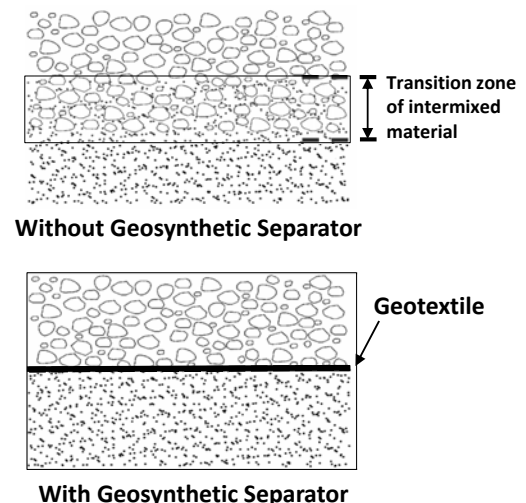 Transition zone
of intermixed
material
Without Geosynthetic Separator
Geotextile
With Geosynthetic Separator